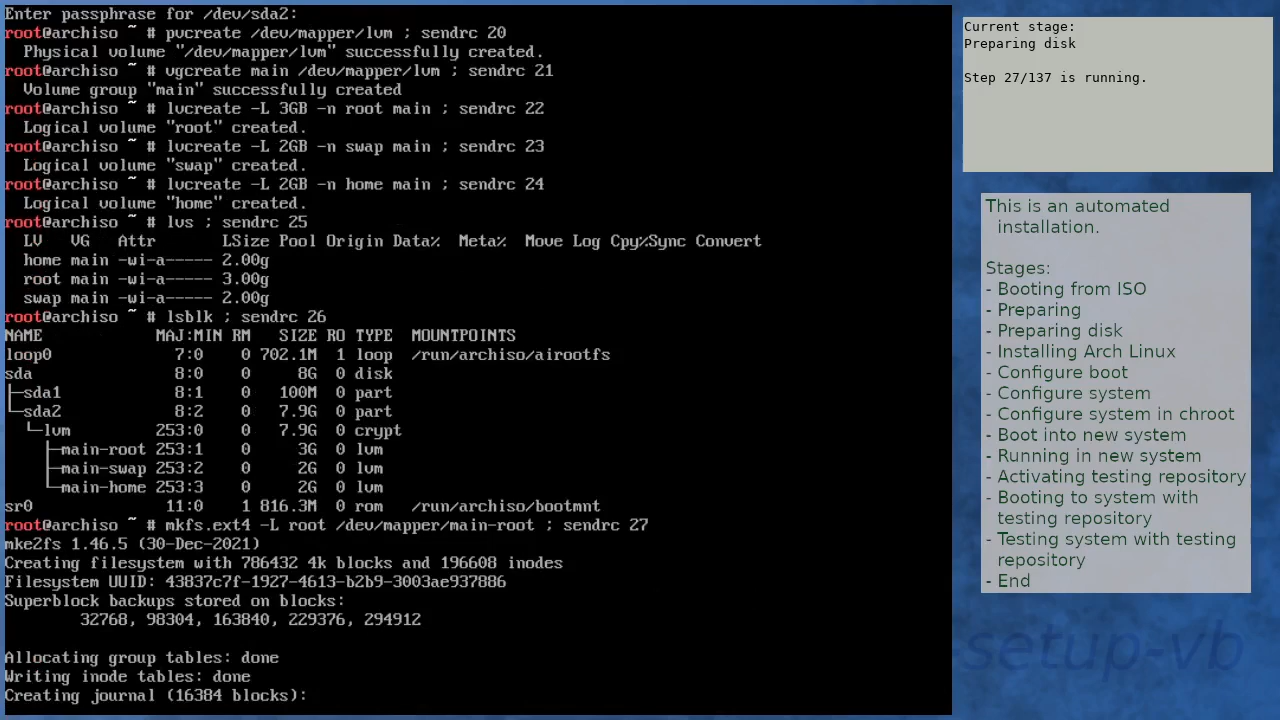 Enter passphrase for /dev/sda2:
root@archiso ~ # pvcreate /dev/mapper/lvm ; sendrc 20
  Physical volume "/dev/mapper/lvm" successfully created.
root@archiso ~ # vgcreate main /dev/mapper/lvm ; sendrc 21
  Volume group "main" successfully created
root@archiso ~ # lvcreate -L 3GB -n root main ; sendrc 22
  Logical volume "root" created.
root@archiso ~ # lvcreate -L 2GB -n swap main ; sendrc 23
  Logical volume "swap" created.
root@archiso ~ # lvcreate -L 2GB -n home main ; sendrc 24
  Logical volume "home" created.
root@archiso ~ # lvs ; sendrc 25
  LV   VG   Attr       LSize Pool Origin Data%  Meta%  Move Log Cpy%Sync Convert
  home main -wi-a----- 2.00g
  root main -wi-a----- 3.00g
  swap main -wi-a----- 2.00g
root@archiso ~ # lsblk ; sendrc 26
NAME            MAJ:MIN RM   SIZE RO TYPE  MOUNTPOINTS
loop0             7:0    0 702.1M  1 loop  /run/archiso/airootfs
sda               8:0    0     8G  0 disk
├─sda1            8:1    0   100M  0 part
└─sda2            8:2    0   7.9G  0 part
  └─lvm         253:0    0   7.9G  0 crypt
    ├─main-root 253:1    0     3G  0 lvm
    ├─main-swap 253:2    0     2G  0 lvm
    └─main-home 253:3    0     2G  0 lvm
sr0              11:0    1 816.3M  0 rom   /run/archiso/bootmnt
root@archiso ~ # mkfs.ext4 -L root /dev/mapper/main-root ; sendrc 27
mke2fs 1.46.5 (30-Dec-2021)
Creating filesystem with 786432 4k blocks and 196608 inodes
Filesystem UUID: 43837c7f-1927-4613-b2b9-3003ae937886
Superblock backups stored on blocks:
        32768, 98304, 163840, 229376, 294912
Allocating group tables: done
Writing inode tables: done
Creating journal (16384 blocks):
Current stage:
Preparing disk
Step 27/137 is running.
This is an automated
installation.
Stages:
- Booting from ISO
- Preparing
- Preparing disk
- Installing Arch Linux
- Configure boot
- Configure system
- Configure system in chroot
- Boot into new system
- Running in new system
- Activating testing repository
- Booting to system with
testing repository
- Testing system with testing
repository
- End
setup-vb